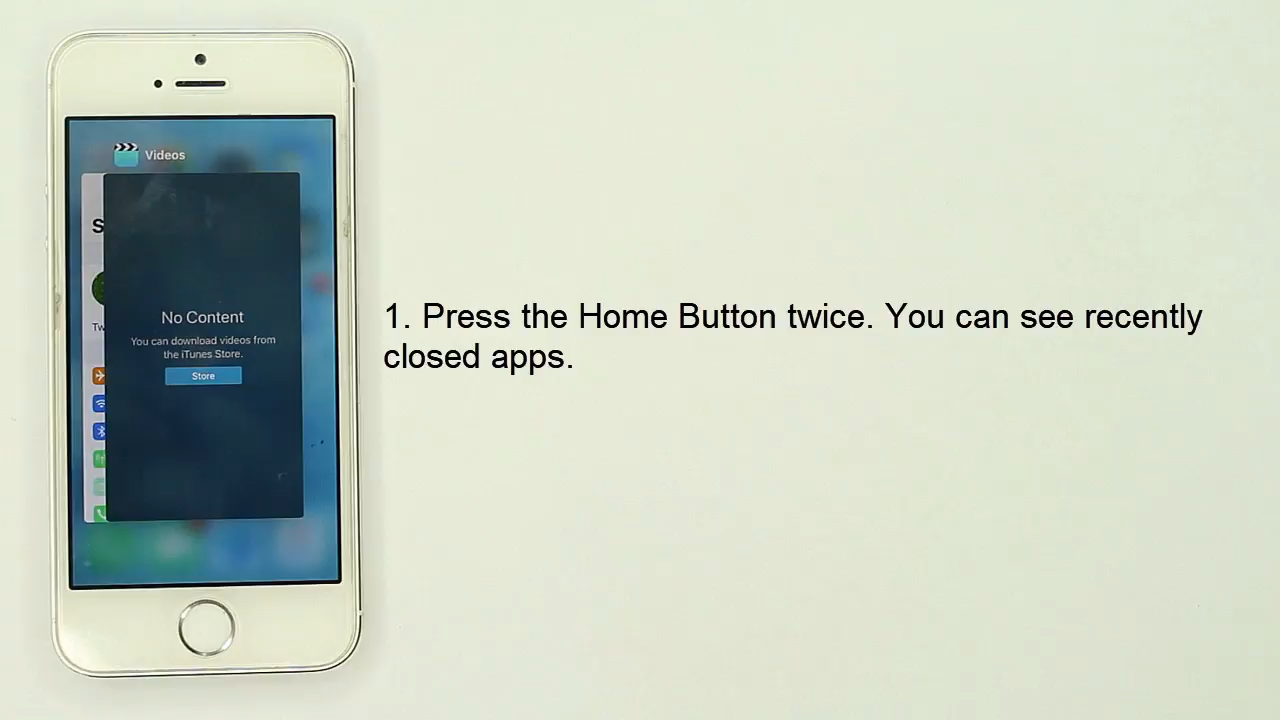 Videos
S
No Content
You can download videos from
the iTunes Store.
Store
Tw
1. Press the Home Button twice. You can see recently
closed apps.